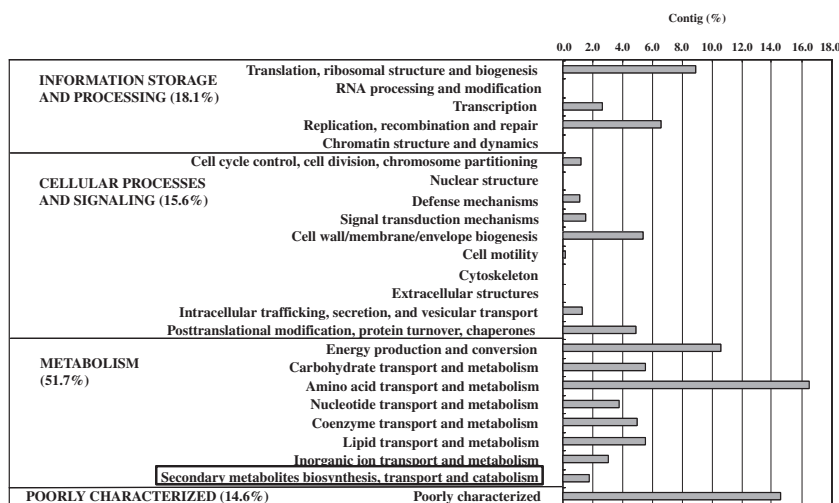 Contig (%)
0.0 2.0 4.0 6.0 8.0 10.0 12.0 14.0 16.0 18.0
INFORMATION STORAGE
AND PROCESSING (18.1%)
Translation, ribosomal structure and biogenesis
RNA processing and modification
Transcription
Replication, recombination and repair
Chromatin structure and dynamics
CELLULAR PROCESSES
AND SIGNALING (15.6%)
Cell cycle control, cell division, chromosome partitioning
Nuclear structure
Defense mechanisms
Signal transduction mechanisms
Cell wall/membrane/envelope biogenesis
Cell motility
Cytoskeleton
Extracellular structures
Intracellular trafficking, secretion, and vesicular transport
Posttranslational modification, protein turnover, chaperones
METABOLISM
(51.7%)
Energy production and conversion
Carbohydrate transport and metabolism
Amino acid transport and metabolism
Nucleotide transport and metabolism
Coenzyme transport and metabolism
Lipid transport and metabolism
Inorganic ion transport and metabolism
Secondary metabolites biosynthesis, transport and catabolism
POORLY CHARACTERIZED (14.6%)
Poorly characterized